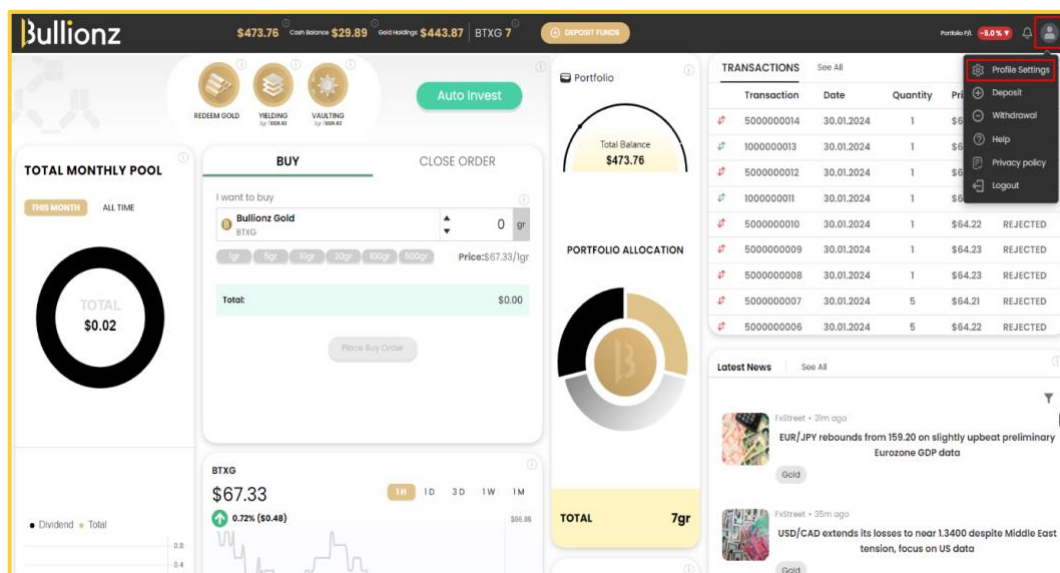 Bullionz
$473.76 Cash Balance $29.89 Gold Holdings $443.87 BTXG 7
DEPOSIT FUNDS
Portfolio P/L -5.0%
Profile Settings
Deposit
Withdrawal
Help
Privacy policy
Logout
REDEEM GOLD YIELDING VAULTING
Auto Invest
TOTAL MONTHLY POOL
THIS MONTH ALL TIME
TOTAL
$0.02
Dividend Total
0.8
0.4
BUY CLOSE ORDER
I want to buy
Bullionz Gold
BTXG
0 gr
1gr 5gr 10gr 20gr 100gr 500gr Price:$67.33/1gr
Total: $0.00
Place Buy Order
BTXG
$67.33
1H 1D 3D 1W 1M
0.72% ($0.48)
Portfolio
Total Balance
$473.76
PORTFOLIO ALLOCATION
TOTAL 7gr
TRANSACTIONS See All
Transaction Date Quantity Pri
5000000014 30.01.2024 1 $6
1000000013 30.01.2024 1 $6
5000000012 30.01.2024 1 $6
1000000011 30.01.2024 1 $6
5000000010 30.01.2024 1 $64.22 REJECTED
5000000009 30.01.2024 1 $64.23 REJECTED
5000000008 30.01.2024 1 $64.23 REJECTED
5000000007 30.01.2024 5 $64.21 REJECTED
5000000006 30.01.2024 5 $64.22 REJECTED
Latest News See All
FxStreet • 31m ago
EUR/JPY rebounds from 159.20 on slightly upbeat preliminary
Eurozone GDP data
Gold
FxStreet • 35m ago
USD/CAD extends its losses to near 1.3400 despite Middle East
tension, focus on US data
Gold